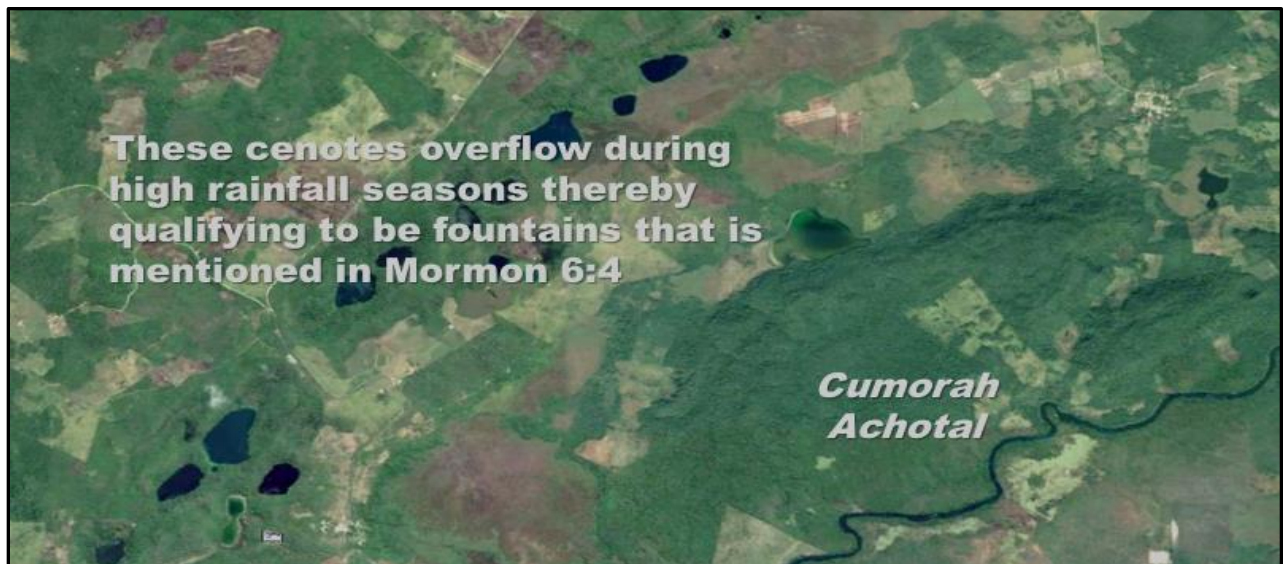 These cenotes overflow during
high rainfall seasons thereby
qualifying to be fountains that is
mentioned in Mormon 6:4
Cumorah
Achotal